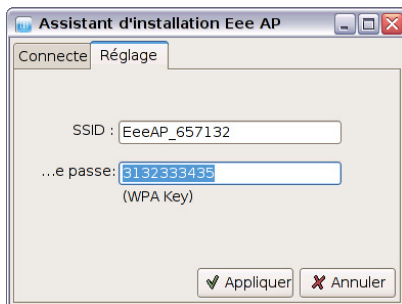 Assistant d'installation Eee AP
Connecte Réglage
SSID : EeeAP_657132
...e passe: 3132333435
(WPA Key)
Appliquer Annuler